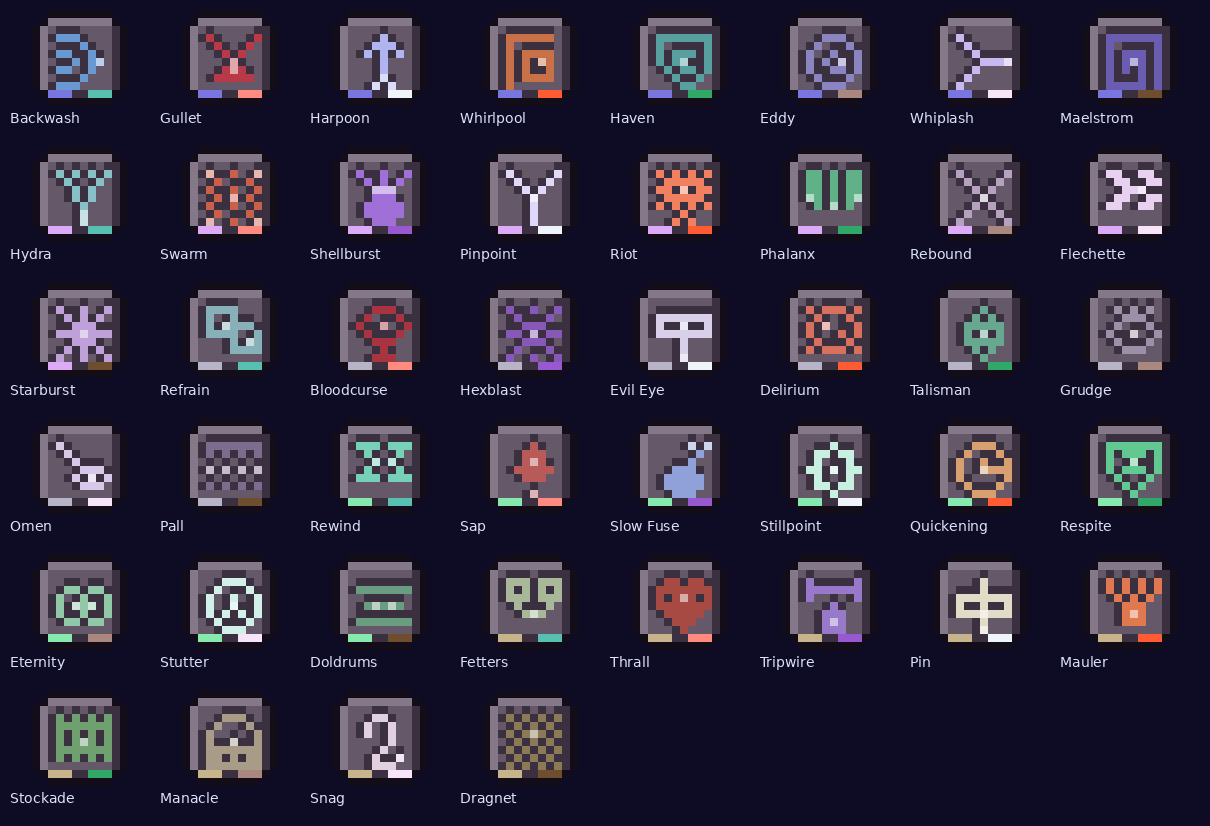 Backwash Gullet Harpoon Whirlpool Haven Eddy Whiplash Maelstrom
Hydra Swarm Shellburst Pinpoint Riot Phalanx Rebound Flechette
Starburst Refrain Bloodcurse Hexblast Evil Eye Delirium Talisman Grudge
Omen Pall Rewind Sap Slow Fuse Stillpoint Quickening Respite
Eternity Stutter Doldrums Fetters Thrall Tripwire Pin Mauler
Stockade Manacle Snag Dragnet